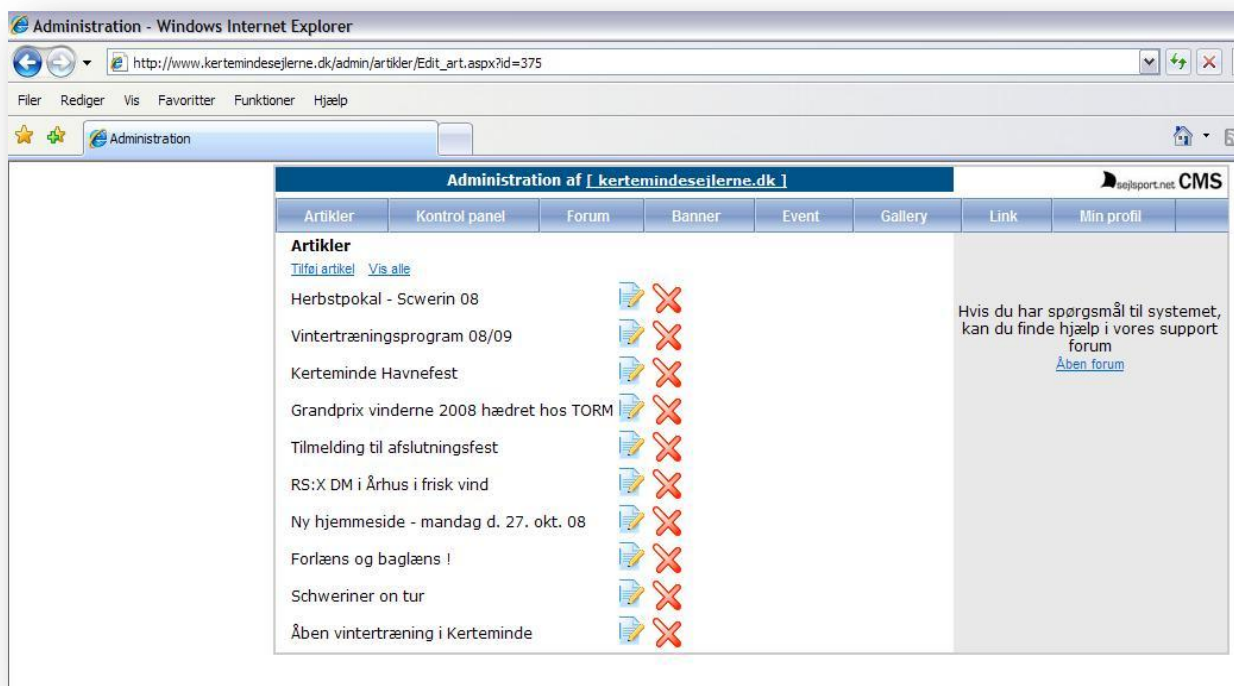 Administration - Windows Internet Explorer
http://www.kertemindesejlerne.dk/admin/artikler/Edit_art.aspx?id=375
Filer Rediger Vis Favoritter Funktioner Hjælp
Administration
Administration af [ kertemindesejlerne.dk ]
sejlsport.net CMS
Artikler Kontrol panel Forum Banner Event Gallery Link Min profil
Artikler
Tilføj artikel Vis alle
Herbstpokal - Scwerin 08
Vintertræningsprogram 08/09
Kerteminde Havnefest
Grandprix vinderne 2008 hædret hos TORM
Tilmelding til afslutningsfest
RS:X DM i Århus i frisk vind
Ny hjemmeside - mandag d. 27. okt. 08
Forlæns og baglæns !
Schweriner on tur
Åben vintertræning i Kerteminde
Hvis du har spørgsmål til systemet,
kan du finde hjælp i vores support
forum
Åben forum